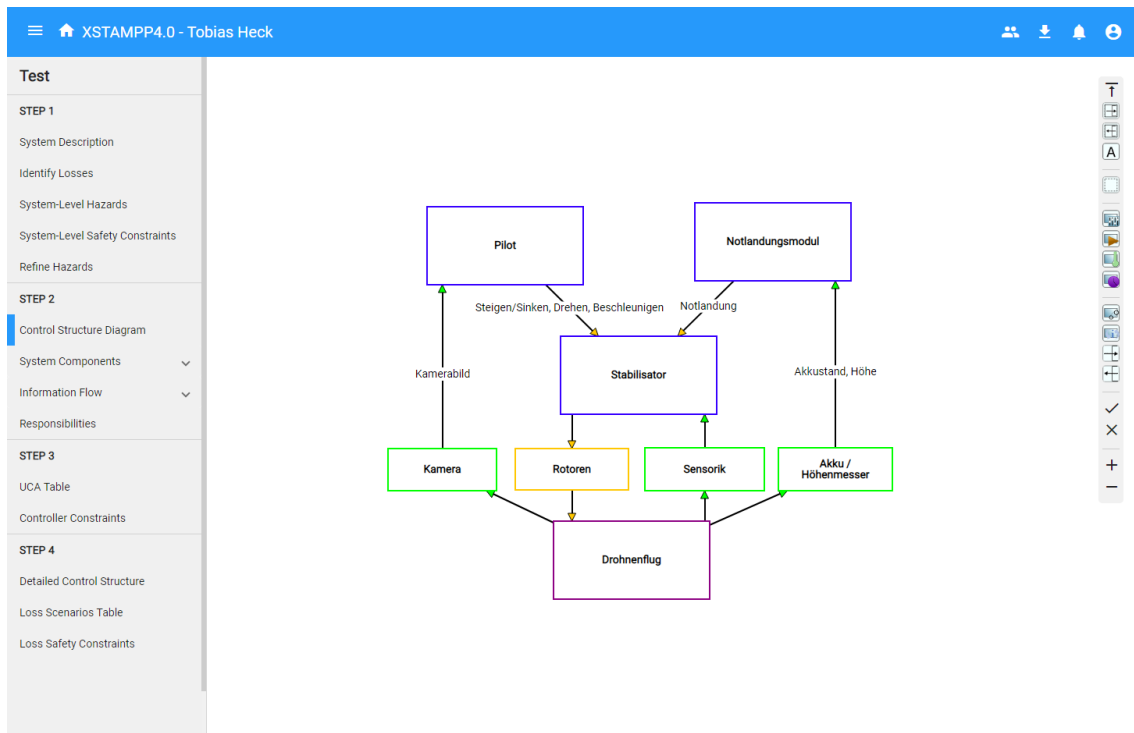 XSTAMPP4.0 - Tobias Heck
Test
STEP 1
System Description
Identify Losses
System-Level Hazards
System-Level Safety Constraints
Refine Hazards
STEP 2
Control Structure Diagram
System Components
Information Flow
Responsibilities
STEP 3
UCA Table
Controller Constraints
STEP 4
Detailed Control Structure
Loss Scenarios Table
Loss Safety Constraints
Pilot
Notlandungsmodul
Steigen/Sinken, Drehen, Beschleunigen
Notlandung
Kamerabild
Stabilisator
Akkustand, Höhe
Kamera
Rotoren
Sensorik
Akku /
Höhenmesser
Drohnenflug
A